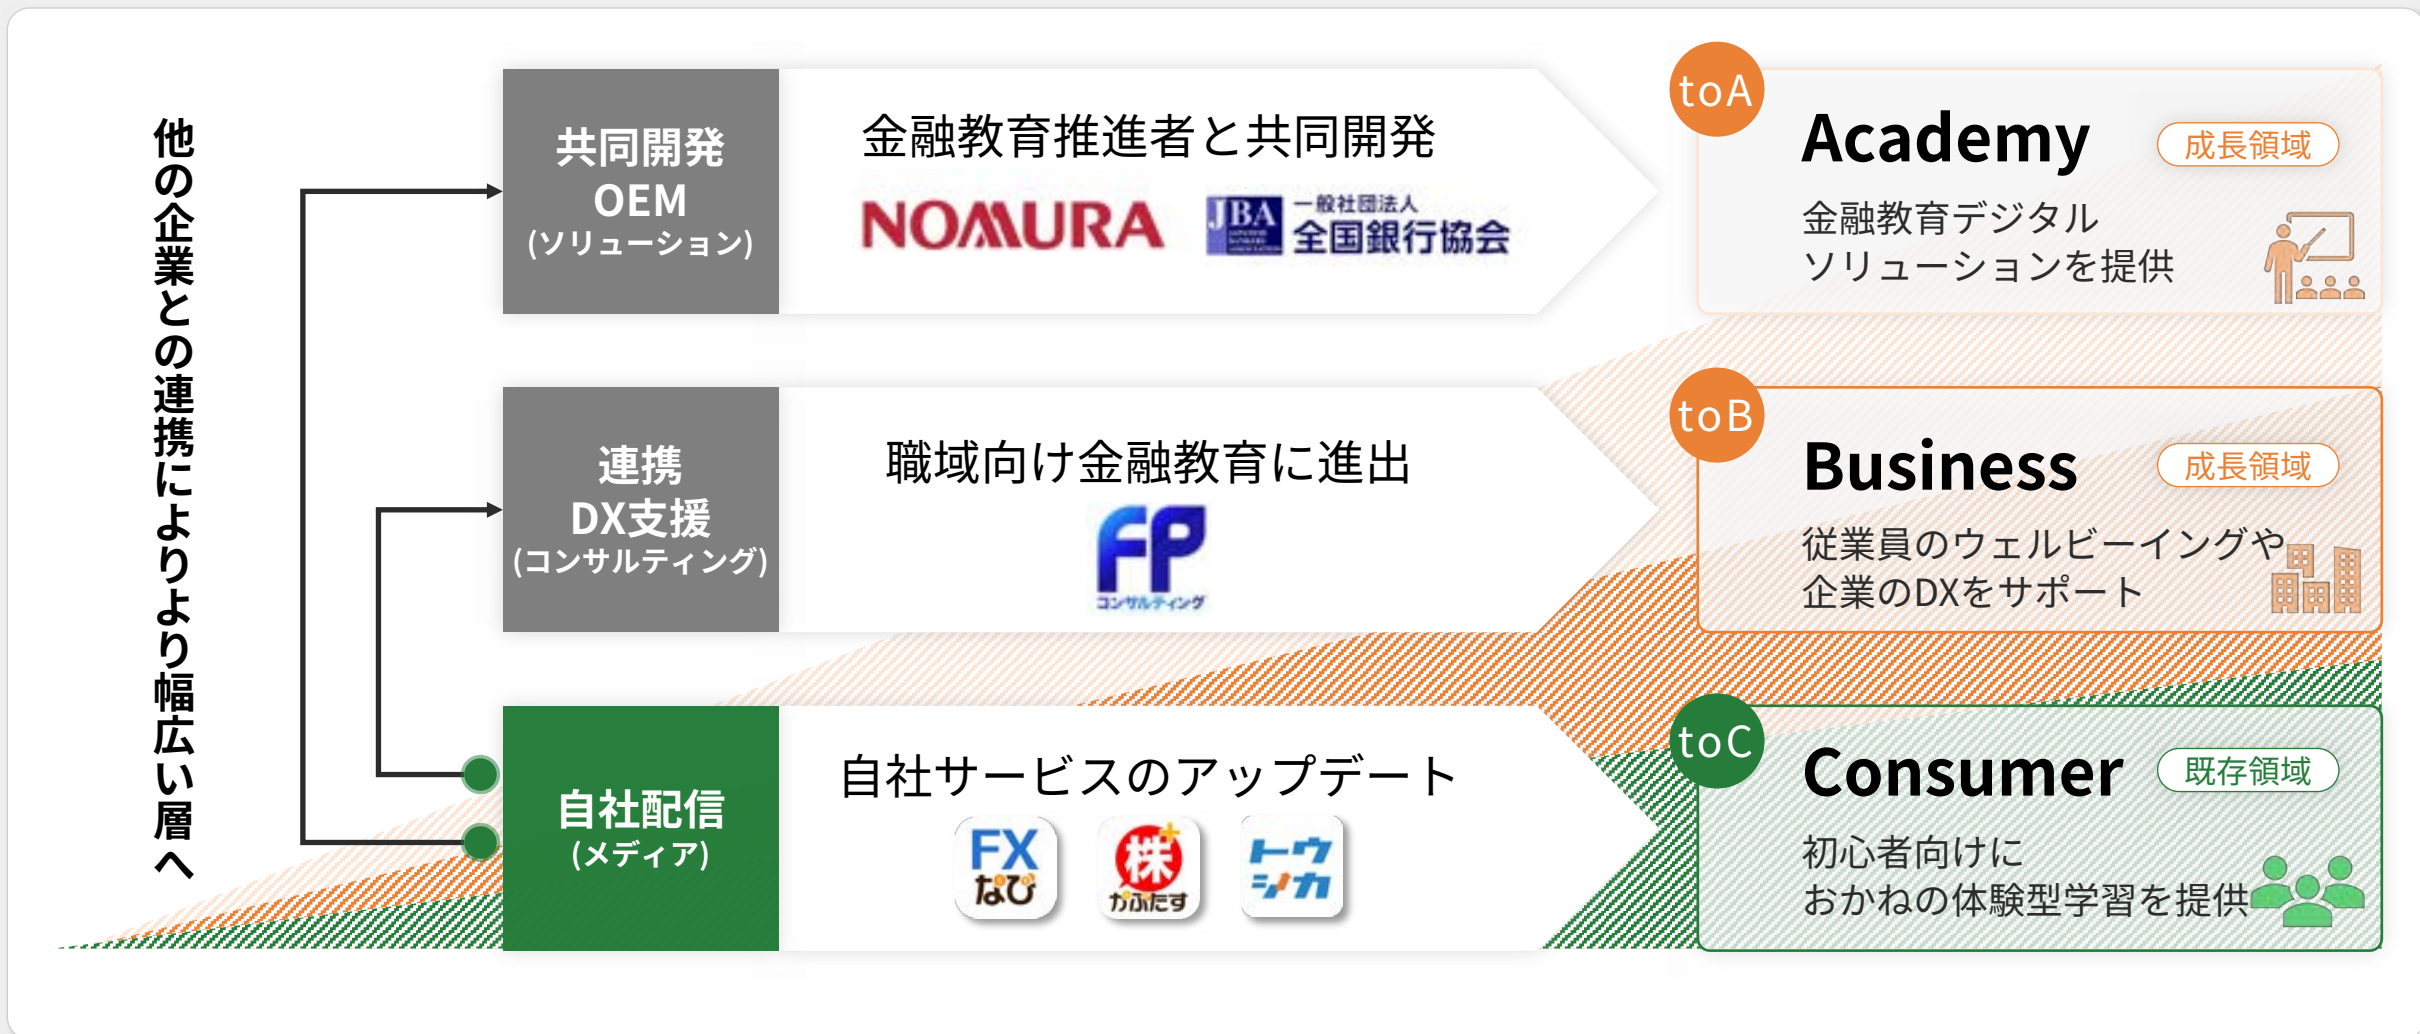 他の企業との連携によりより幅広い層へ
共同開発
OEM
(ソリューション)
金融教育推進者と共同開発
NOMURA
JBA
一般社団法人
全国銀行協会
toA
Academy
成長領域
金融教育デジタル
ソリューションを提供
連携
DX支援
(コンサルティング)
職域向け金融教育に進出
FP
コンサルティング
toB
Business
成長領域
従業員のウェルビーイングや
企業のDXをサポート
自社配信
(メディア)
自社サービスのアップデート
FX
なび
株+
かぶたす
トウ
シカ
toC
Consumer
既存領域
初心者向けに
おかねの体験型学習を提供